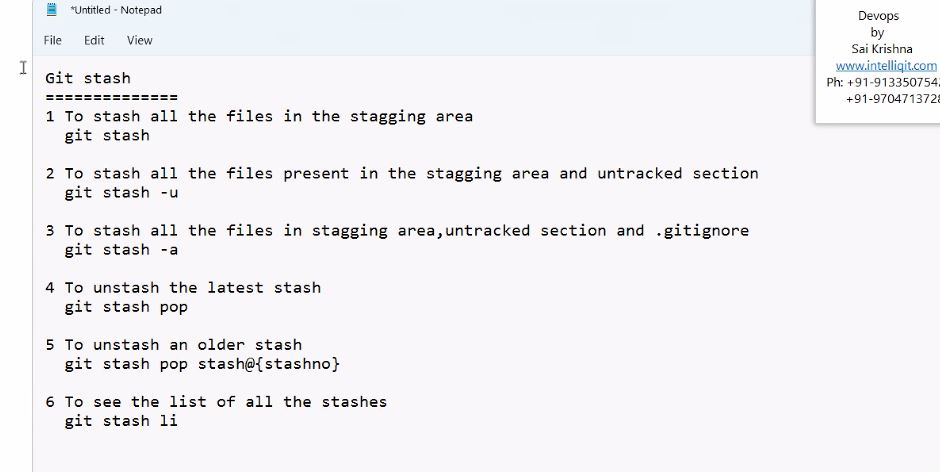 *Untitled - Notepad
File Edit View
Devops
by
Sai Krishna
www.intelliqit.com
Ph: +91-913350754
+91-970471372
Git stash
==============
1 To stash all the files in the stagging area
git stash
2 To stash all the files present in the stagging area and untracked section
git stash -u
3 To stash all the files in stagging area,untracked section and .gitignore
git stash -a
4 To unstash the latest stash
git stash pop
5 To unstash an older stash
git stash pop stash@{stashno}
6 To see the list of all the stashes
git stash li